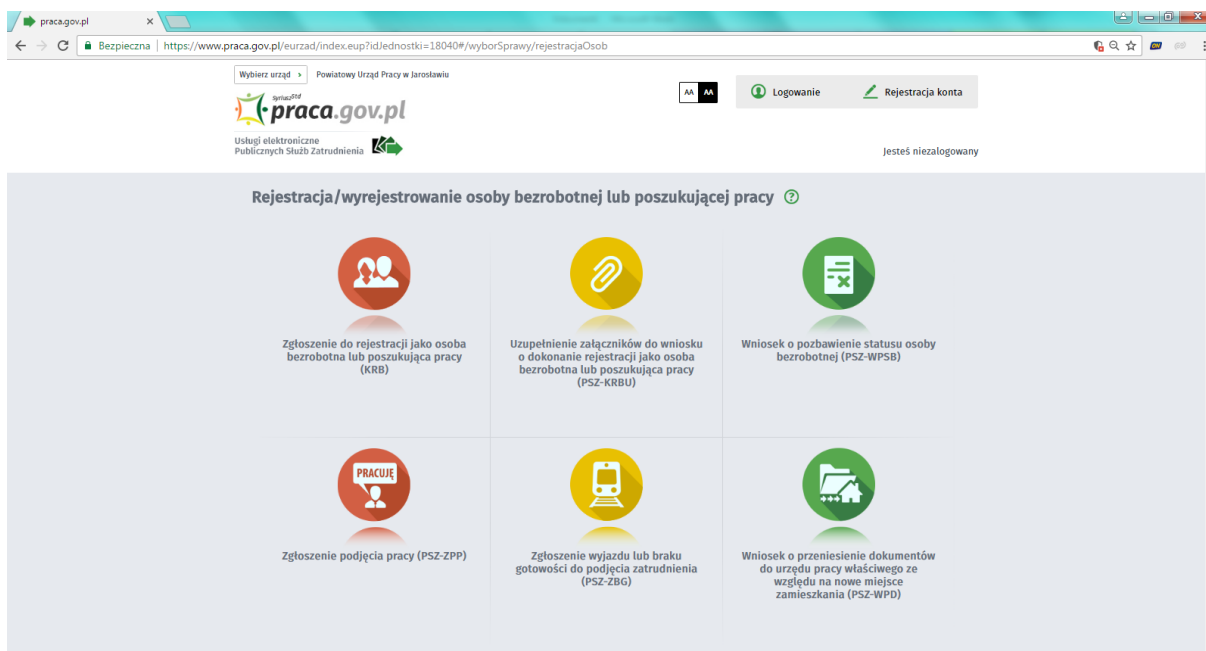 praca.gov.pl
Bezpieczna | https://www.praca.gov.pl/eurzad/index.eup?idJednostki=18040#/wyborSprawy/rejestracjaOsob
Wybierz urząd > Powiatowy Urząd Pracy w Jarosławiu
AA AA
Logowanie
Rejestracja konta
syriuszStd
praca.gov.pl
Usługi elektroniczne
Publicznych Służb Zatrudnienia
Jesteś niezalogowany
Rejestracja/wyrejestrowanie osoby bezrobotnej lub poszukującej pracy ?
Zgłoszenie do rejestracji jako osoba
bezrobotna lub poszukująca pracy
(KRB)
Uzupełnienie załączników do wniosku
o dokonanie rejestracji jako osoba
bezrobotna lub poszukująca pracy
(PSZ-KRBU)
Wniosek o pozbawienie statusu osoby
bezrobotnej (PSZ-WPSB)
PRACUJĘ
Zgłoszenie podjęcia pracy (PSZ-ZPP)
Zgłoszenie wyjazdu lub braku
gotowości do podjęcia zatrudnienia
(PSZ-ZBG)
Wniosek o przeniesienie dokumentów
do urzędu pracy właściwego ze
względu na nowe miejsce
zamieszkania (PSZ-WPD)